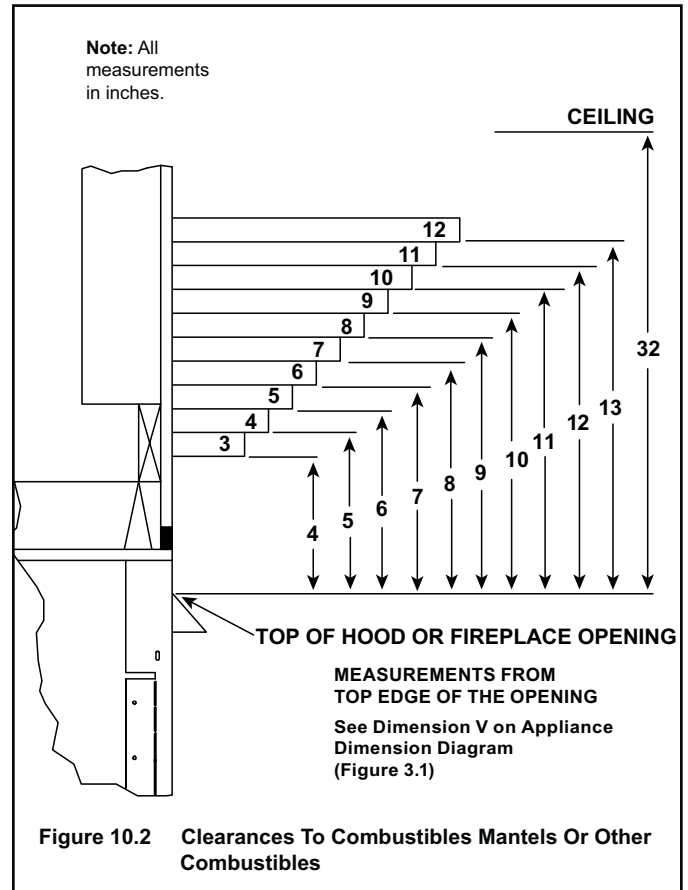 Note: All
measurements
in inches.
CEILING
12
11
10
9
8
7
6
5
4
3
4
5
6
7
8
9
10
11
12
13
32
TOP OF HOOD OR FIREPLACE OPENING
MEASUREMENTS FROM
TOP EDGE OF THE OPENING
See Dimension V on Appliance
Dimension Diagram
(Figure 3.1)
Figure 10.2 Clearances To Combustibles Mantels Or Other
Combustibles